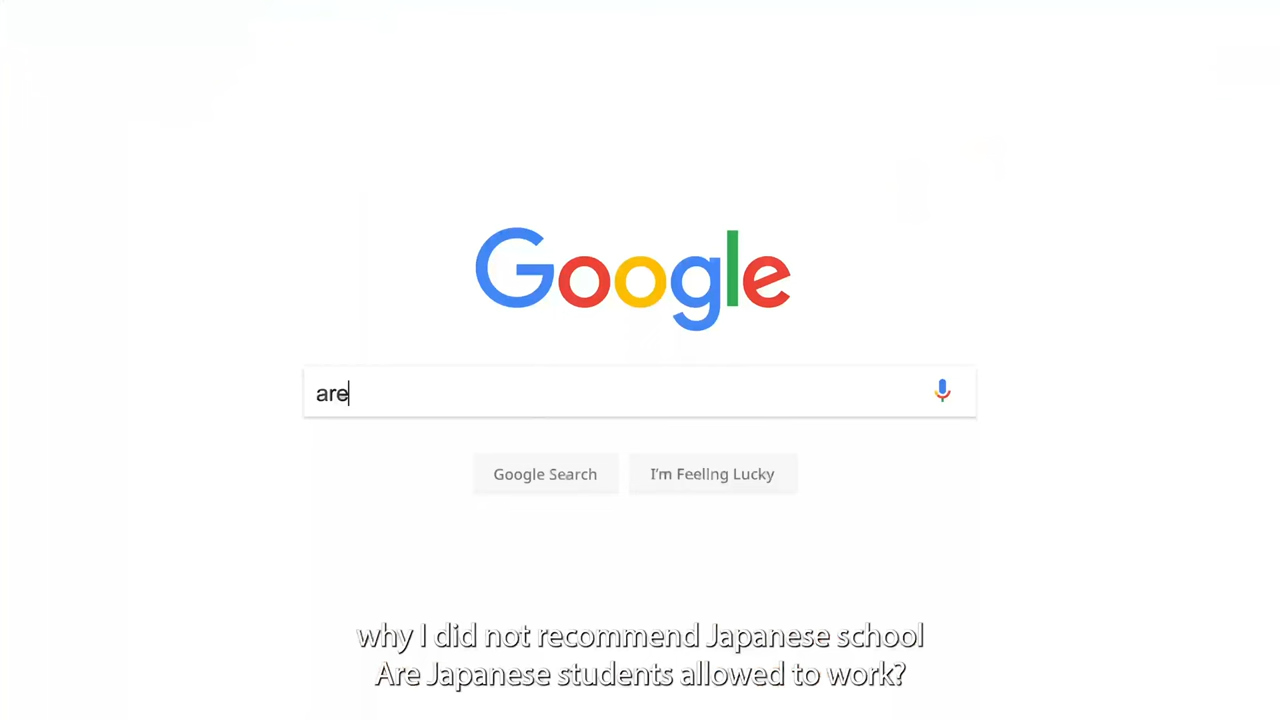 Google
are
Google Search
I'm Feeling Lucky
why I did not recommend Japanese school
Are Japanese students allowed to work?